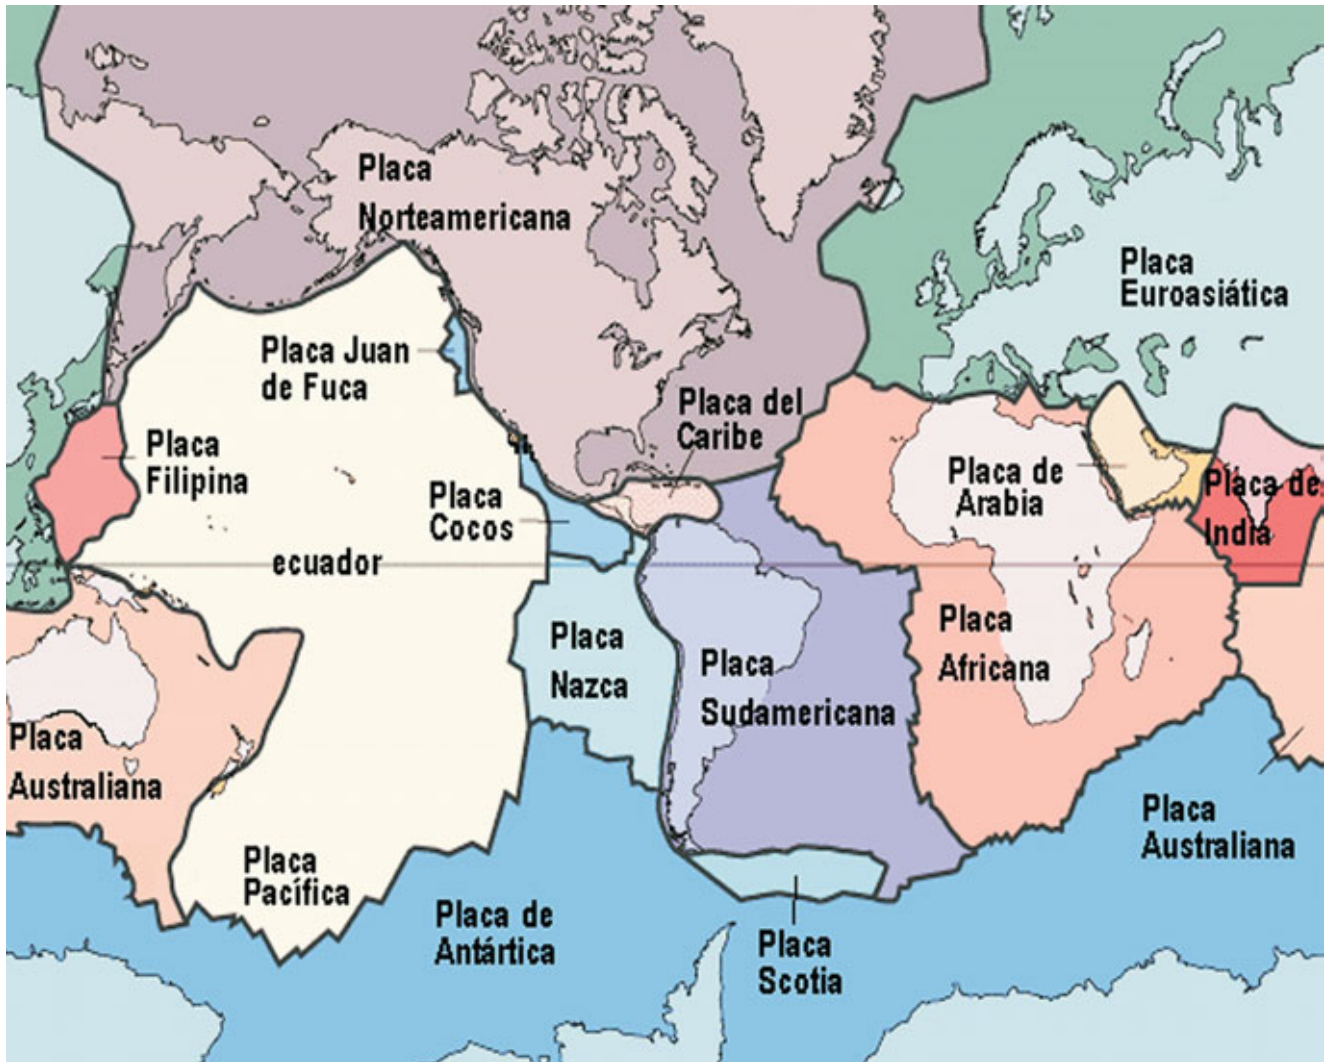 Placa
Norteamericana
Placa
Euroasiática
Placa Juan
de Fuca
Placa del
Caribe
Placa
Filipina
Placa de
Arabia
Placa de
India
Placa
Cocos
ecuador
Placa
Nazca
Placa
Sudamericana
Placa
Africana
Placa
Australiana
Placa
Australiana
Placa
Pacífica
Placa de
Antártica
Placa
Scotia